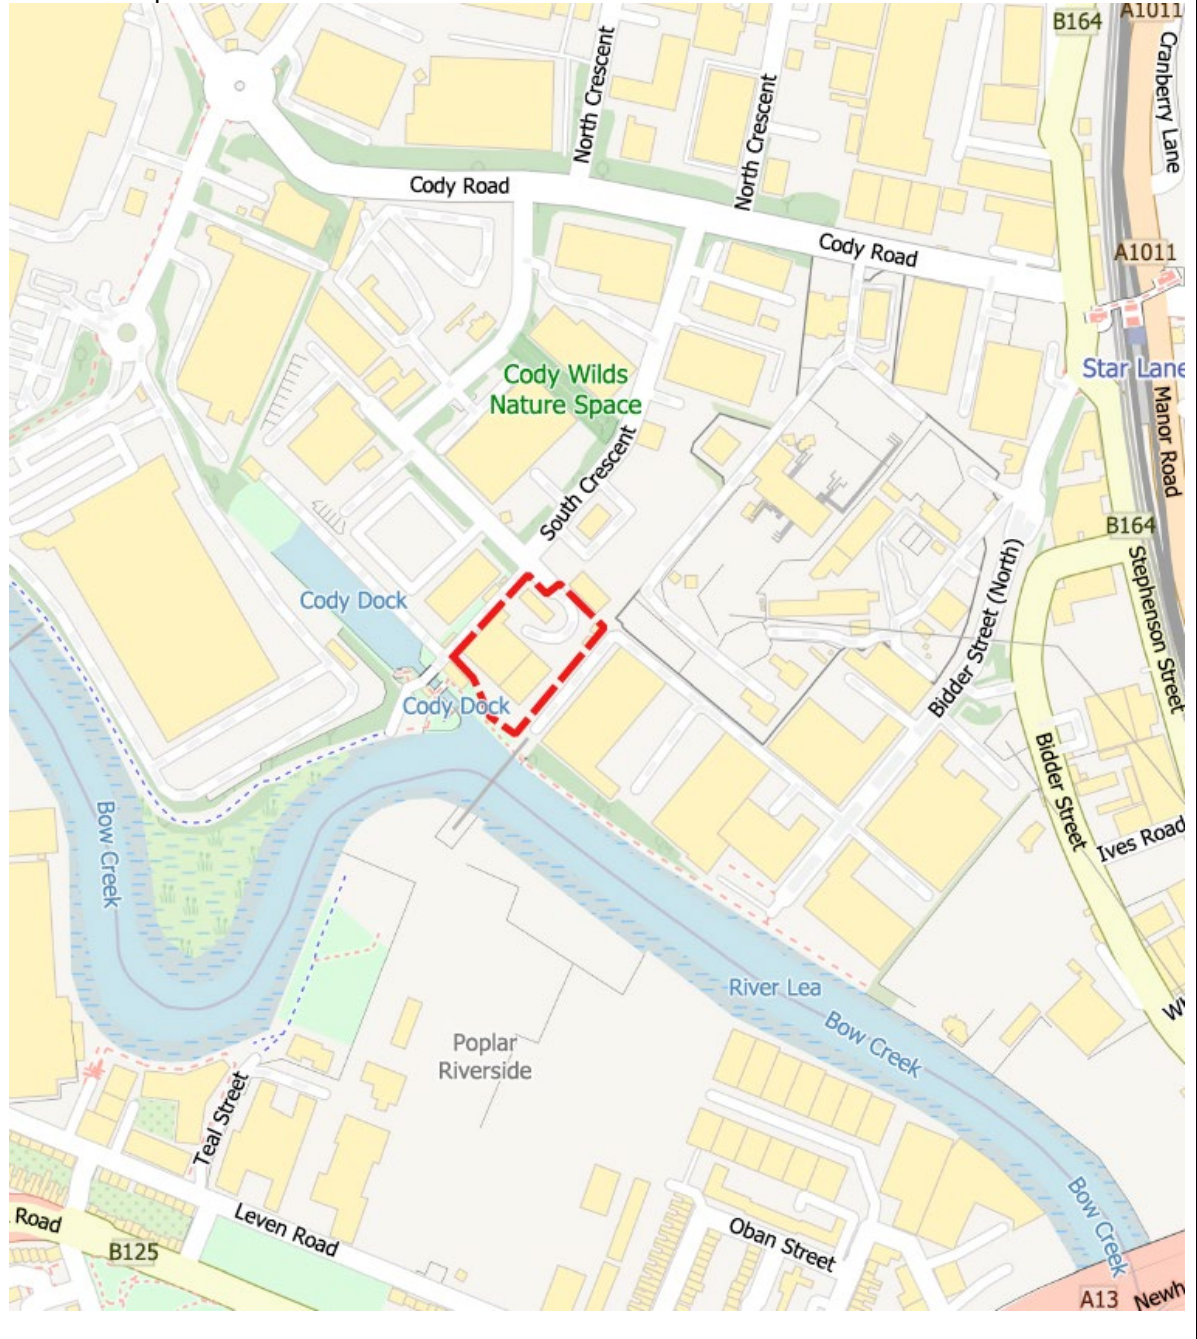 B164
A1011
Cranberry Lane
North Crescent
North Crescent
Cody Road
Cody Road
A1011
Star Lane
Cody Wilds
Nature Space
Manor Road
South Crescent
B164
Cody Dock
Bidder Street (North)
Stephenson Street
Cody Dock
Bidder Street
Bow Creek
Ives Road
River Lea
Bow Creek
Poplar
Riverside
Teal Street
Leven Road
Road
B125
Oban Street
Bow Creek
A13
Newh